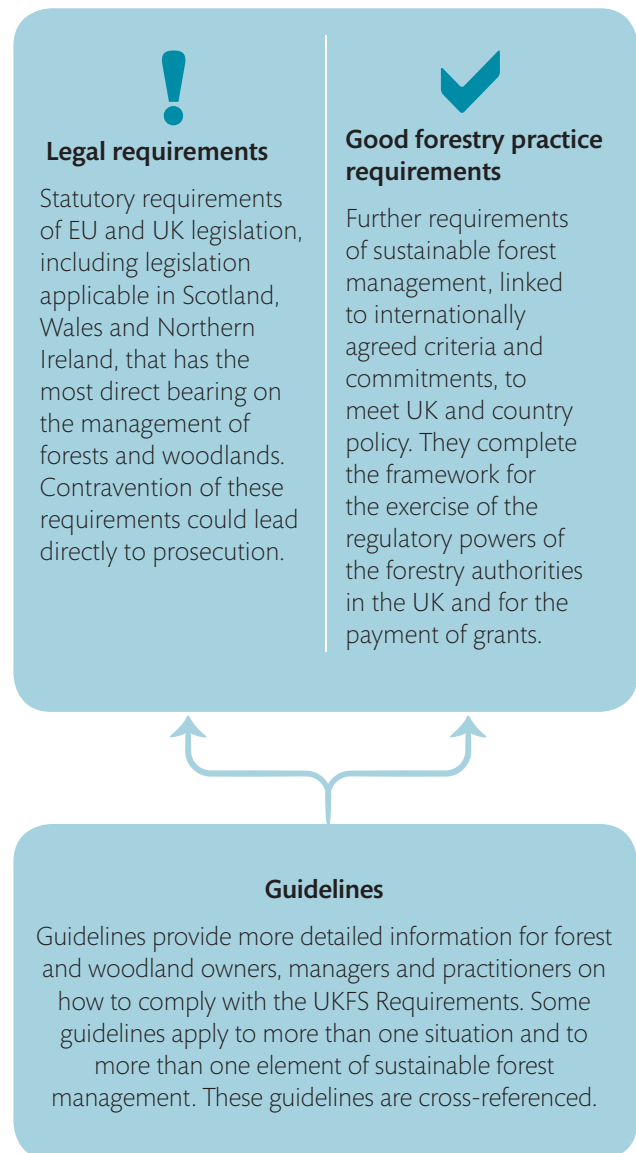 Legal requirements
Statutory requirements
of EU and UK legislation,
including legislation
applicable in Scotland,
Wales and Northern
Ireland, that has the
most direct bearing on
the management of
forests and woodlands.
Contravention of these
requirements could lead
directly to prosecution.
Good forestry practice
requirements
Further requirements
of sustainable forest
management, linked
to internationally
agreed criteria and
commitments, to
meet UK and country
policy. They complete
the framework for
the exercise of the
regulatory powers of
the forestry authorities
in the UK and for the
payment of grants.
Guidelines
Guidelines provide more detailed information for forest
and woodland owners, managers and practitioners on
how to comply with the UKFS Requirements. Some
guidelines apply to more than one situation and to
more than one element of sustainable forest
management. These guidelines are cross-referenced.